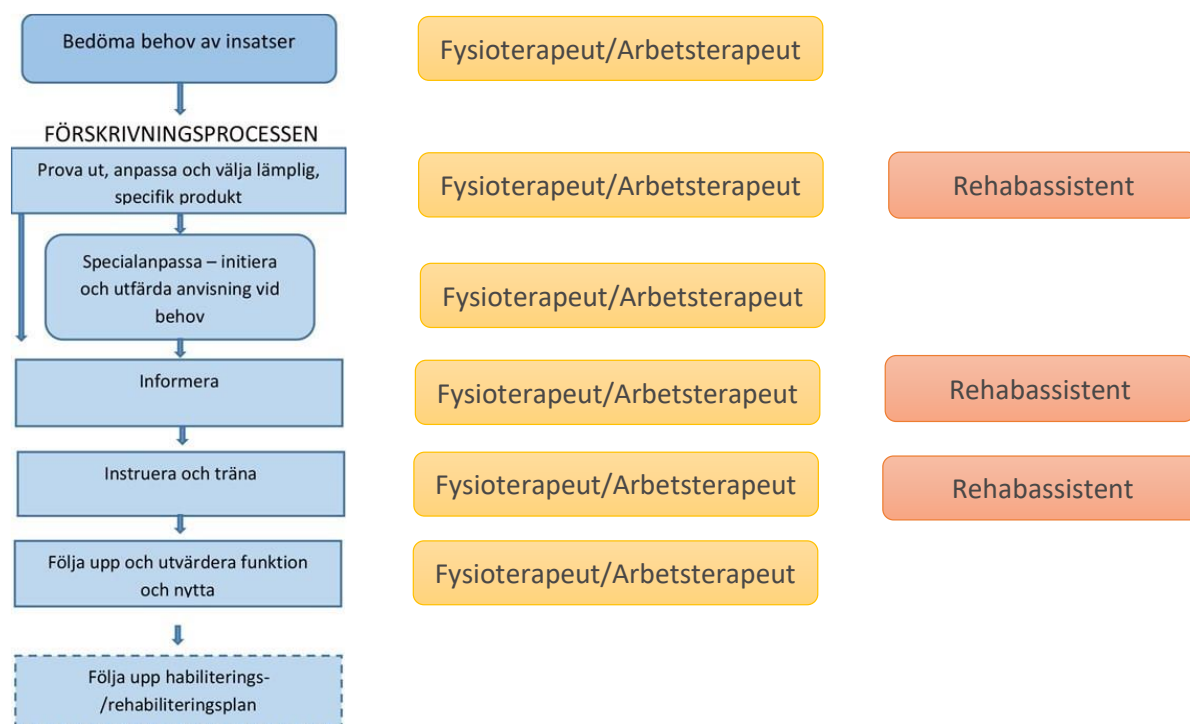 Bedöma behov av insatser
Fysioterapeut/Arbetsterapeut
FÖRSKRIVNINGSPROCESSEN
Prova ut, anpassa och välja lämplig,
specifik produkt
Fysioterapeut/Arbetsterapeut
Rehabassistent
Specialanpassa – initiera
och utfärda anvisning vid
behov
Fysioterapeut/Arbetsterapeut
Informera
Fysioterapeut/Arbetsterapeut
Rehabassistent
Instruera och träna
Fysioterapeut/Arbetsterapeut
Rehabassistent
Följa upp och utvärdera funktion
och nytta
Fysioterapeut/Arbetsterapeut
Följa upp habiliterings-
/rehabiliteringsplan